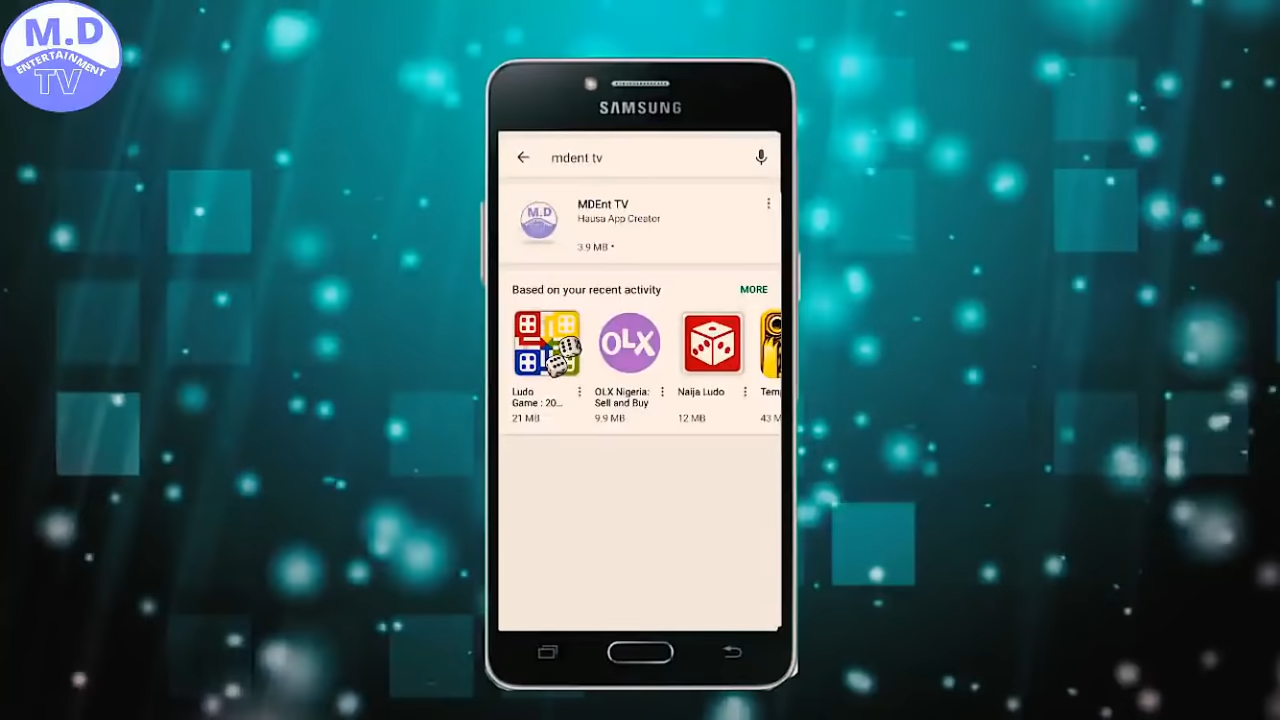 M.D
ENTERTAINMENT
TV
SAMSUNG
mdent tv
M.D
MDEnt TV
Hausa App Creator
3.9 MB •
Based on your recent activity
MORE
OLX
Ludo
Game : 20...
21 MB
OLX Nigeria:
Sell and Buy
9.9 MB
Naija Ludo
12 MB
Tem
43 M